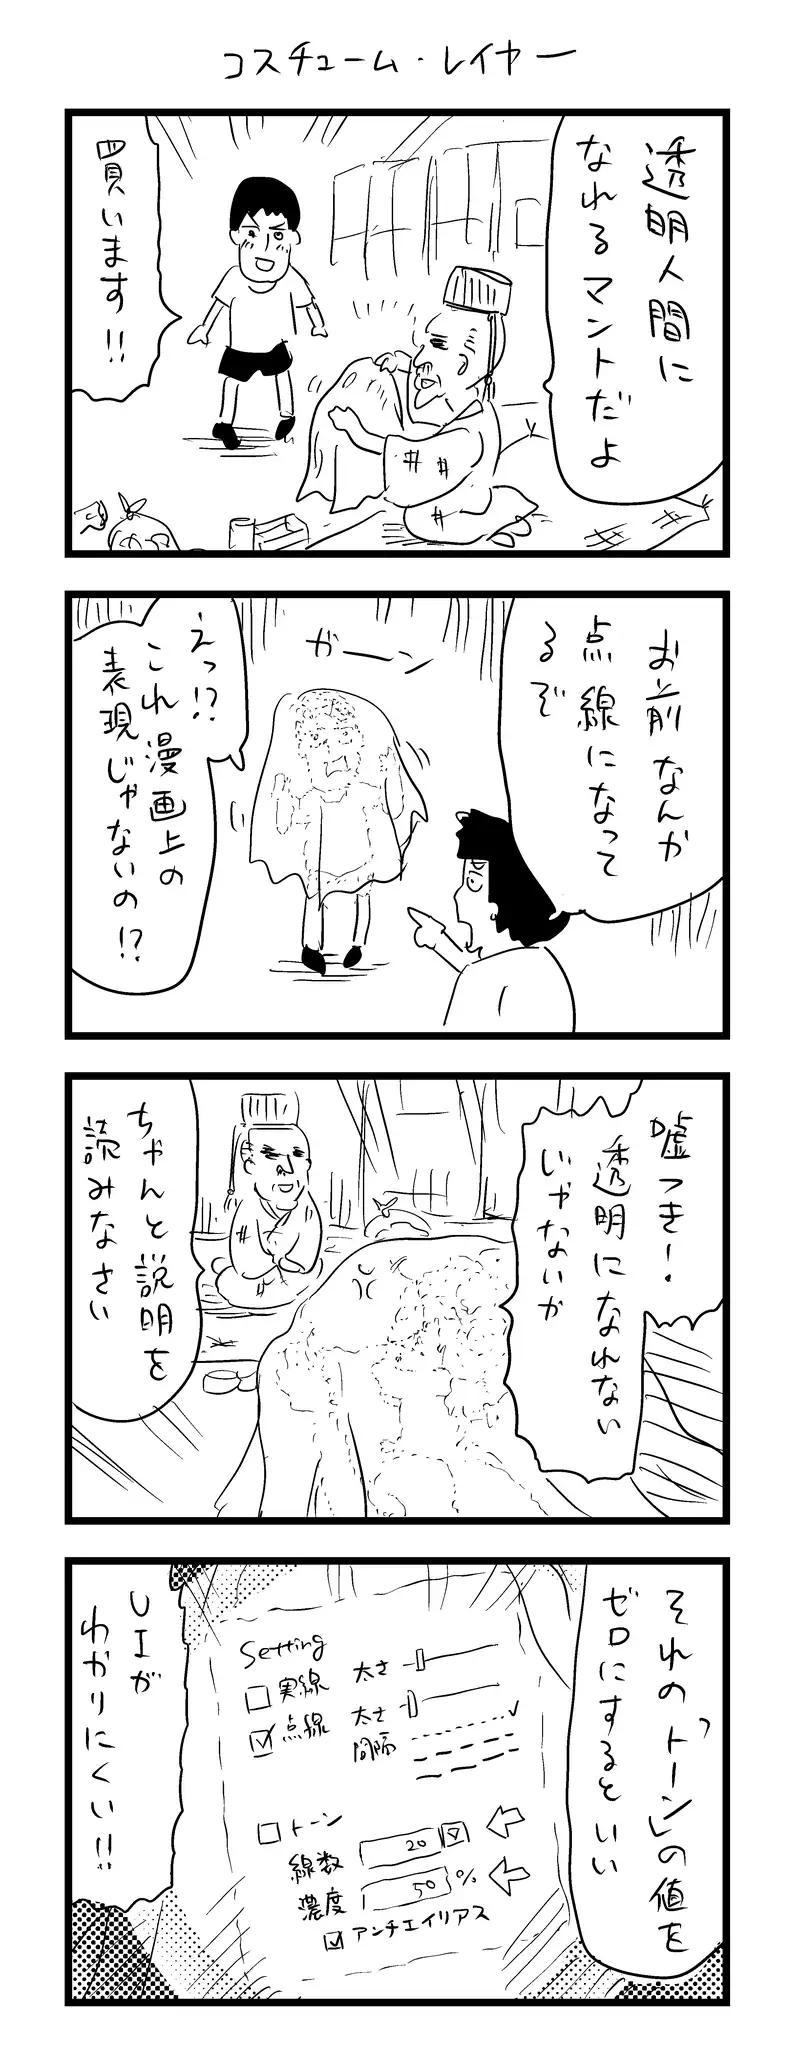 コスチューム・レイヤー
透明人間に
なれるマントだよ
買います!!
お前なんか
点線になって
るぞ
ガーン
えっ!?
これ漫画上の
表現じゃないの!?
嘘つき!
透明になれない
じゃないか
ちゃんと説明を
読みなさい
それの「トーン」の値を
ゼロにするといい
Setting
実線
太さ
点線
太さ
間隔
トーン
線数
20
濃度
50
%
アンチエイリアス
UIが
わかりにくい!!